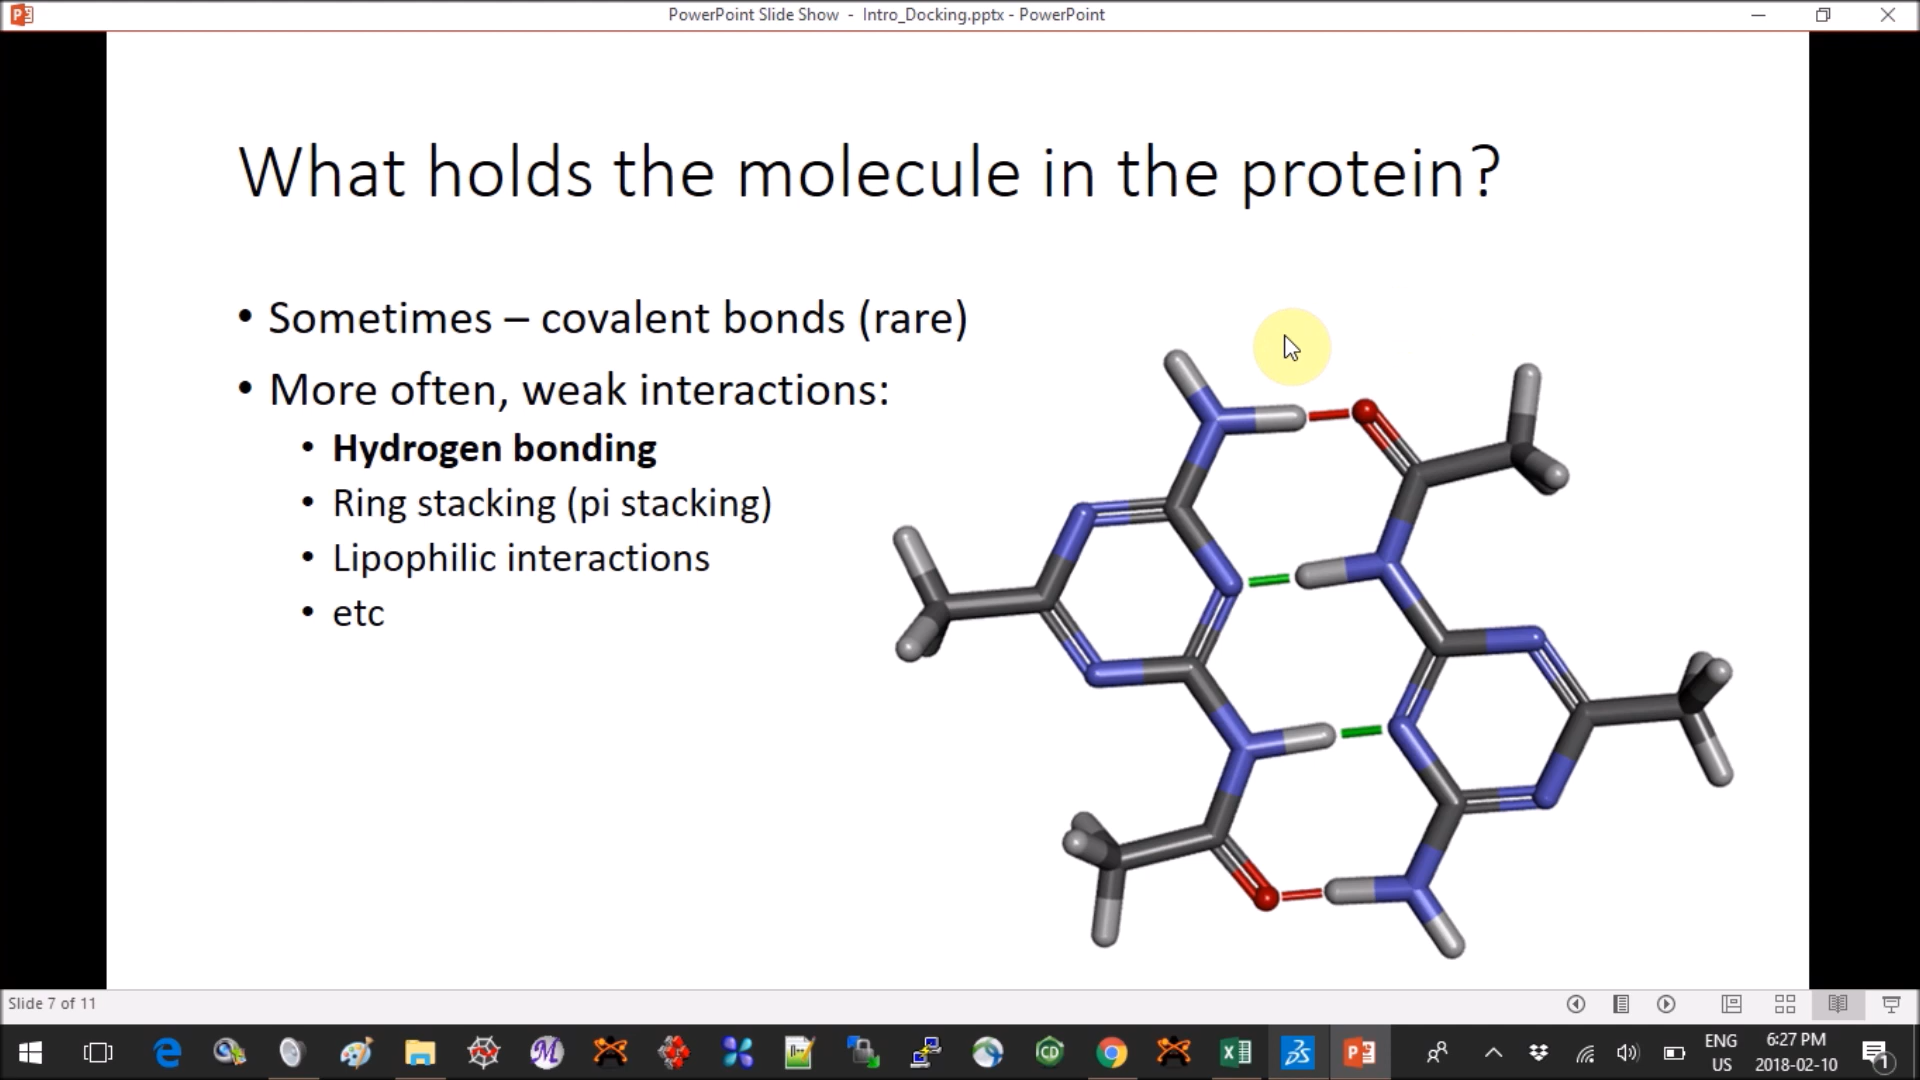 PowerPoint Slide Show - Intro_Docking.pptx - PowerPoint
What holds the molecule in the protein?
• Sometimes – covalent bonds (rare)
• More often, weak interactions:
• Hydrogen bonding
• Ring stacking (pi stacking)
• Lipophilic interactions
• etc
Slide 7 of 11
ENG
US
6:27 PM
2018-02-10
1